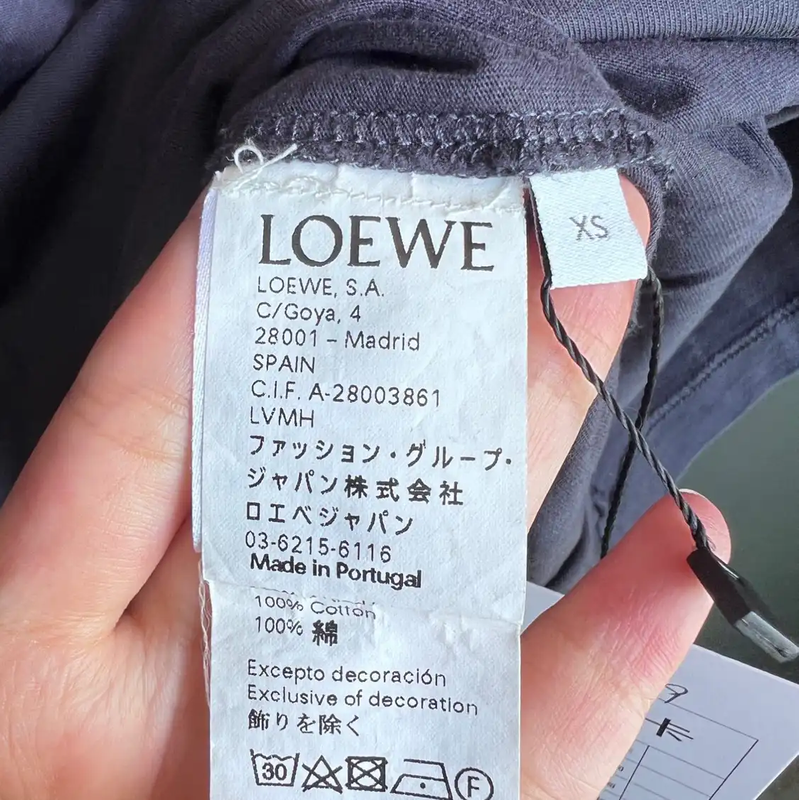 LOEWE
XS
LOEWE, S.A.
C/Goya, 4
28001 – Madrid
SPAIN
C.I.F. A-28003861
LVMH
ファッション・グループ・
ジャパン株式会社
ロエベジャパン
03-6215-6116
Made in Portugal
100% Cotton
100% 綿
Excepto decoración
Exclusive of decoration
飾りを除く
30
F